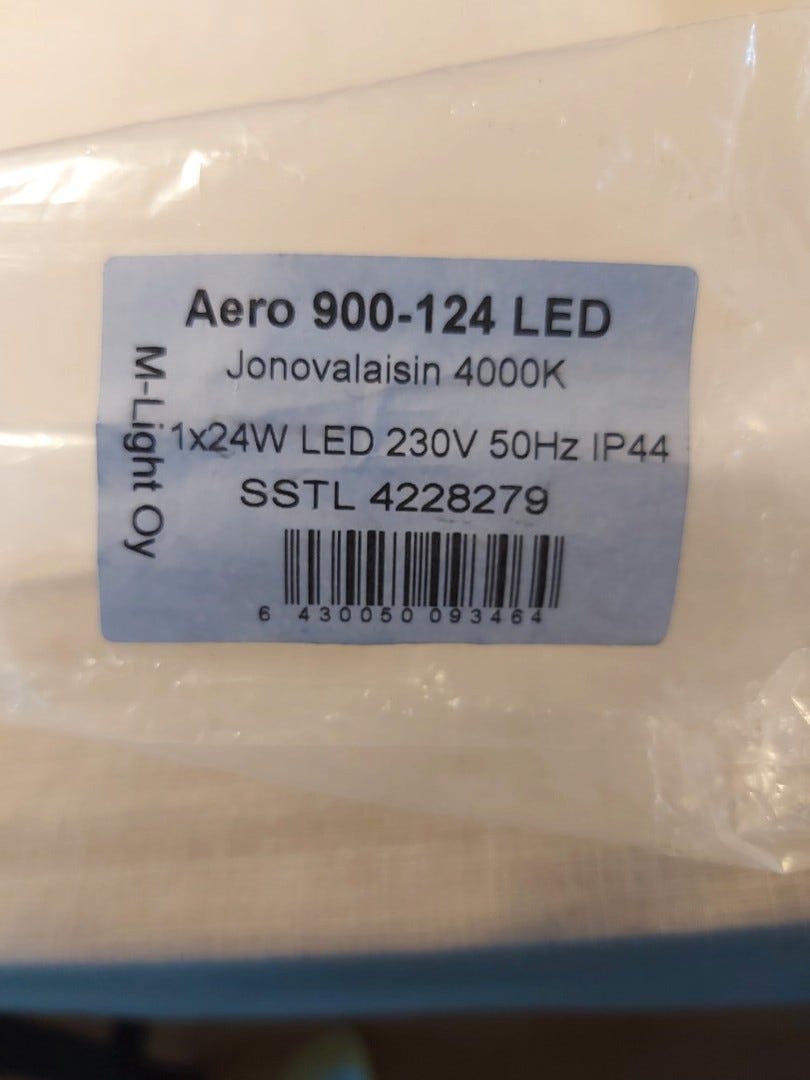 Aero 900-124 LED
Jonovalaisin 4000K
1x24W LED 230V 50Hz IP44
SSTL 4228279
6 430050 093464
M-Light Oy